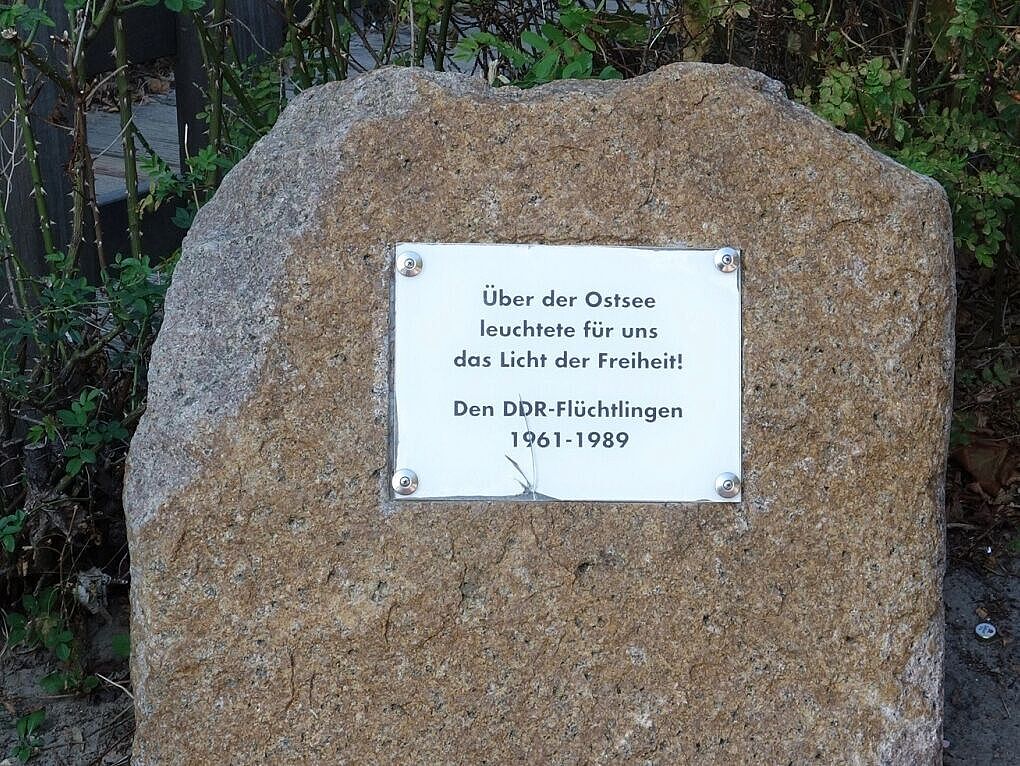 Über der Ostsee
leuchtete für uns
das Licht der Freiheit!
Den DDR-Flüchtlingen
1961-1989